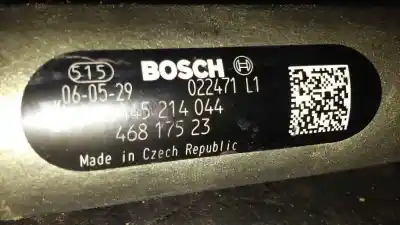 515 BOSCH
06-05-29 022471 L1
45 214 044
468 175 23
Made in Czech Republic